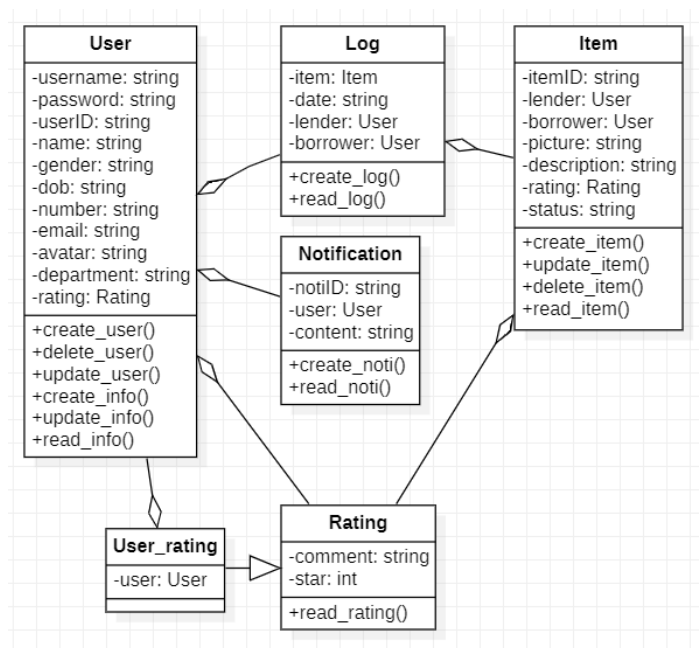 User
-username: string
-password: string
-userID: string
-name: string
-gender: string
-dob: string
-number: string
-email: string
-avatar: string
-department: string
-rating: Rating
+create_user()
+delete_user()
+update_user()
+create_info()
+update_info()
+read_info()
Log
-item: Item
-date: string
-lender: User
-borrower: User
+create_log()
+read_log()
Item
-itemID: string
-lender: User
-borrower: User
-picture: string
-description: string
-rating: Rating
-status: string
+create_item()
+update_item()
+delete_item()
+read_item()
Notification
-notiID: string
-user: User
-content: string
+create_noti()
+read_noti()
User_rating
-user: User
Rating
-comment: string
-star: int
+read_rating()